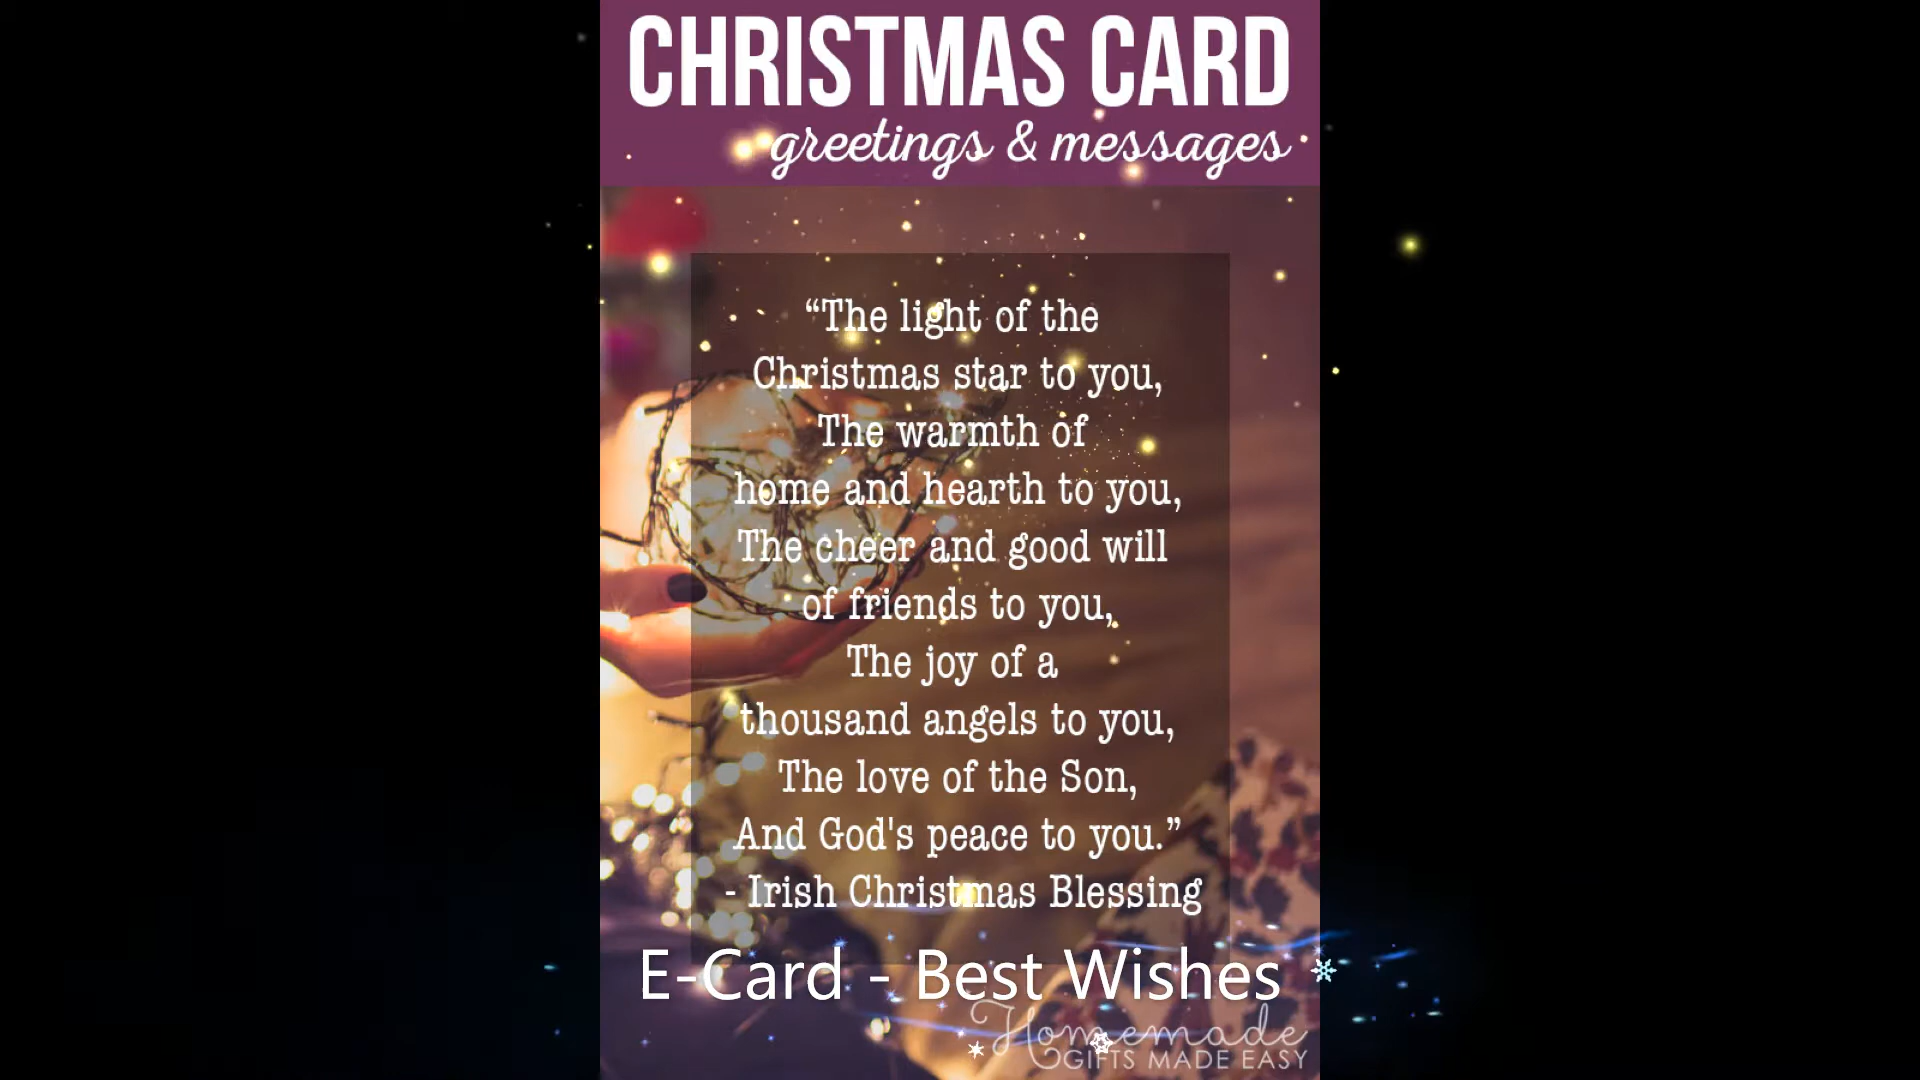 CHRISTMAS CARD
greetings & messages
“The light of the
Christmas star to you,
The warmth of
home and hearth to you,
The cheer and good will
of friends to you,
The joy of a
thousand angels to you,
The love of the Son,
And God's peace to you.”
- Irish Christmas Blessing
E-Card - Best Wishes
Homemade
GIFTS MADE EASY